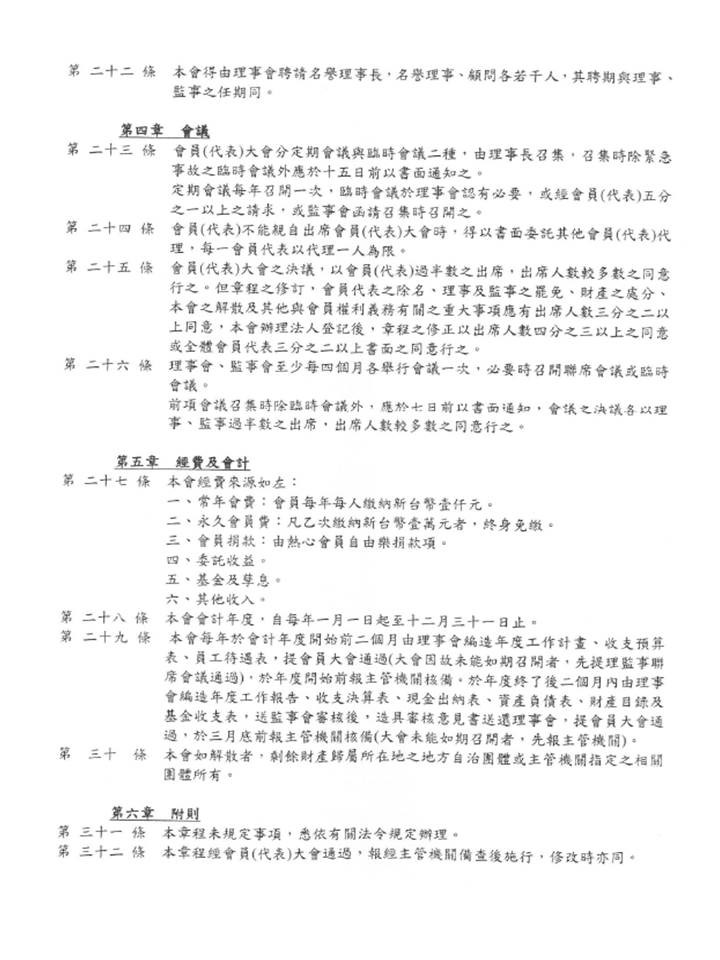 第 二十二 條 本會得由理事會聘請名譽理事長，名譽理事、顧問各若干人，其聘期與理事、
監事之任期同。
第四章 會議
第 二十三 條 會員(代表)大會分定期會議與臨時會議二種，由理事長召集，召集時除緊急
事故之臨時會議外應於十五日前以書面通知之。
定期會議每年召開一次，臨時會議於理事會認有必要，或經會員(代表)五分
之一以上之請求，或監事會函請召集時召開之。
第 二十四 條 會員(代表)不能親自出席會員(代表)大會時，得以書面委託其他會員(代表)代
理，每一會員代表以代理一人為限。
第 二十五 條 會員(代表)大會之決議，以會員(代表)過半數之出席，出席人數較多數之同意
行之。但章程之修訂，會員代表之除名、理事及監事之罷免、財產之處分、
本會之解散及其他與會員權利義務有關之重大事項應有出席人數三分之二以
上同意，本會辦理法人登記後，章程之修正以出席人數四分之三以上之同意
或全體會員代表三分之二以上書面之同意行之。
第 二十六 條 理事會、監事會至少每四個月各舉行會議一次，必要時召開聯席會議或臨時
會議。
前項會議召集時除臨時會議外，應於七日前以書面通知，會議之決議各以理
事、監事過半數之出席，出席人數較多數之同意行之。
第五章 經費及會計
第 二十七 條 本會經費來源如左：
一、常年會費：會員每年每人繳納新台幣壹仟元。
二、永久會員費：凡乙次繳納新台幣壹萬元者，終身免繳。
三、會員捐款：由熱心會員自由樂捐款項。
四、委託收益。
五、基金及孳息。
六、其他收入。
第 二十八 條 本會會計年度，自每年一月一日起至十二月三十一日止。
第 二十九 條 本會每年於會計年度開始前二個月由理事會編造年度工作計畫、收支預算
表、員工待遇表，提會員大會通過(大會因故未能如期召開者，先提理監事聯
席會議通過)，於年度開始前報主管機關核備。於年度終了後二個月內由理事
會編造年度工作報告、收支決算表、現金出納表、資產負債表、財產目錄及
基金收支表，送監事會審核後，造具審核意見書送還理事會，提會員大會通
過，於三月底前報主管機關核備(大會未能如期召開者，先報主管機關)。
第 三十 條 本會如解散者，剩餘財產歸屬所在地之地方自治團體或主管機關指定之相關
團體所有。
第六章 附則
第 三十一 條 本章程未規定事項，悉依有關法令規定辦理。
第 三十二 條 本章程經會員(代表)大會通過，報經主管機關備查後施行，修改時亦同。